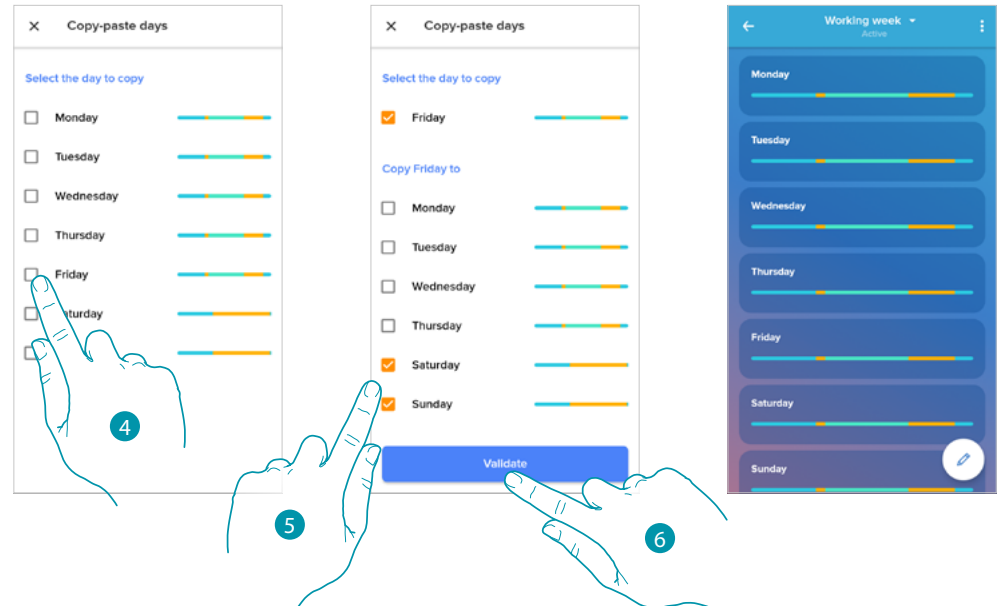 Copy-paste days
Select the day to copy
Monday
Tuesday
Wednesday
Thursday
Friday
aturday
4
Copy-paste days
Select the day to copy
Friday
Copy Friday to
Monday
Tuesday
Wednesday
Thursday
Saturday
Sunday
Validate
5
6
Working week
Active
Monday
Tuesday
Wednesday
Thursday
Friday
Saturday
Sunday